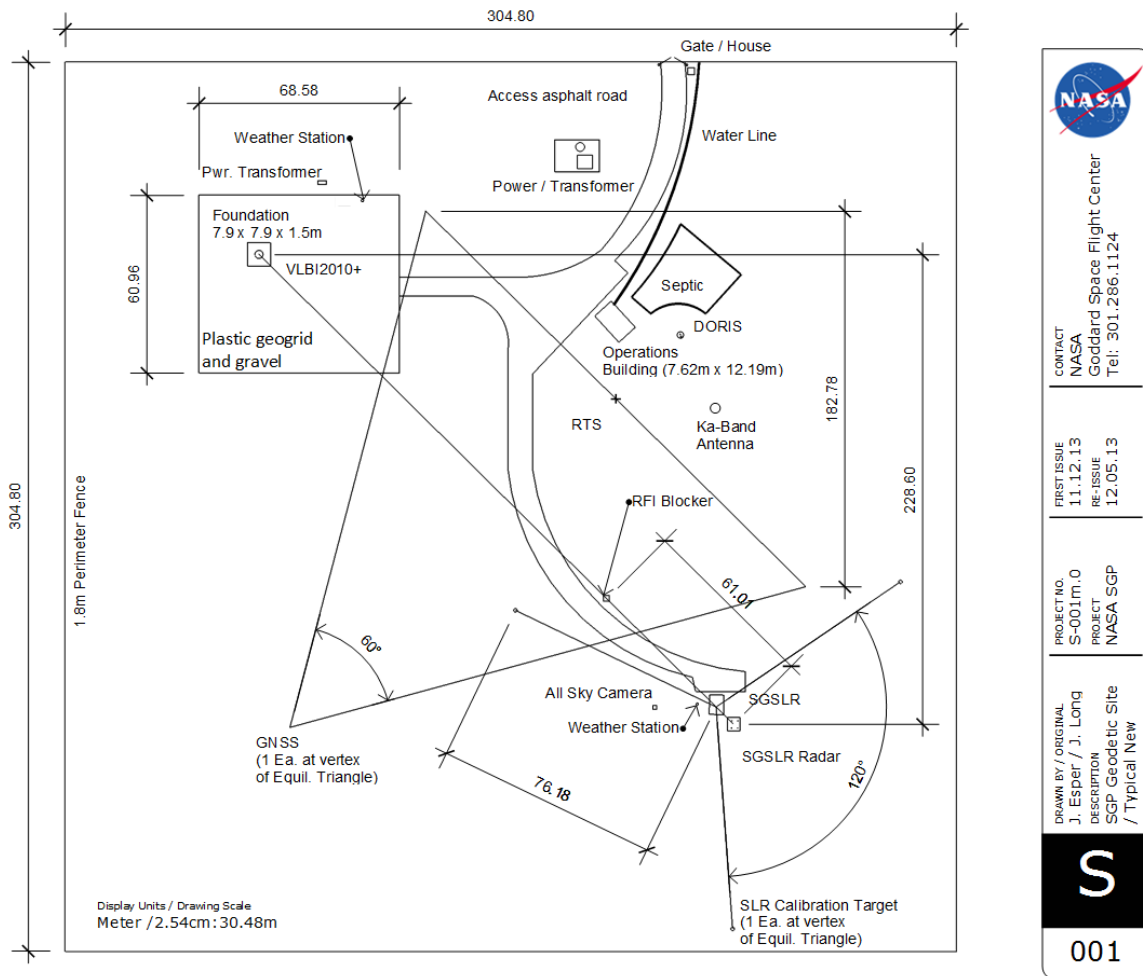 304.80
Gate / House
68.58
Access asphalt road
Weather Station
Water Line
Pwr. Transformer
Power / Transformer
Foundation
7.9 x 7.9 x 1.5m
VLBI2010+
60.96
Septic
DORIS
Plastic geogrid
and gravel
Operations
Building (7.62m x 12.19m)
182.78
RTS
Ka-Band
Antenna
304.80
1.8m Perimeter Fence
228.60
RFI Blocker
61.01
60°
All Sky Camera
SGSLR
Weather Station
GNSS
(1 Ea. at vertex
of Equil. Triangle)
SGSLR Radar
76.18
120°
Display Units / Drawing Scale
Meter /2.54cm:30.48m
SLR Calibration Target
(1 Ea. at vertex
of Equil. Triangle)
NASA
CONTACT
NASA
Goddard Space Flight Center
Tel: 301.286.1124
FIRST ISSUE
11.12.13
RE-ISSUE
12.05.13
PROJECT NO.
S-001m.0
PROJECT
NASA SGP
DRAWN BY / ORIGINAL
J. Esper / J. Long
DESCRIPTION
SGP Geodetic Site
/ Typical New
S
001